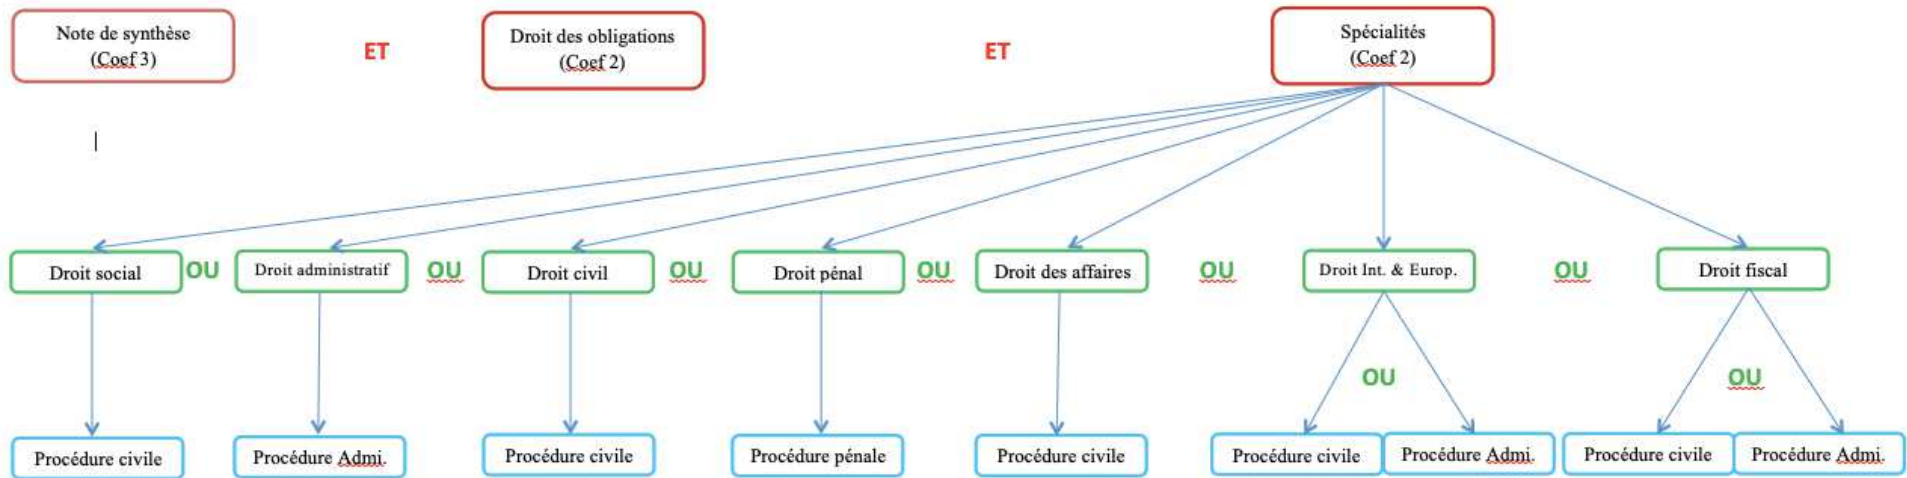 Note de synthèse
(Coef 3)
ET
Droit des obligations
(Coef 2)
ET
Spécialités
(Coef 2)
Droit social
OU
Droit administratif
OU
Droit civil
OU
Droit pénal
OU
Droit des affaires
OU
Droit Int. & Europ.
OU
Droit fiscal
OU
OU
Procédure civile
Procédure Admi.
Procédure civile
Procédure pénale
Procédure civile
Procédure civile
Procédure Admi.
Procédure civile
Procédure Admi.